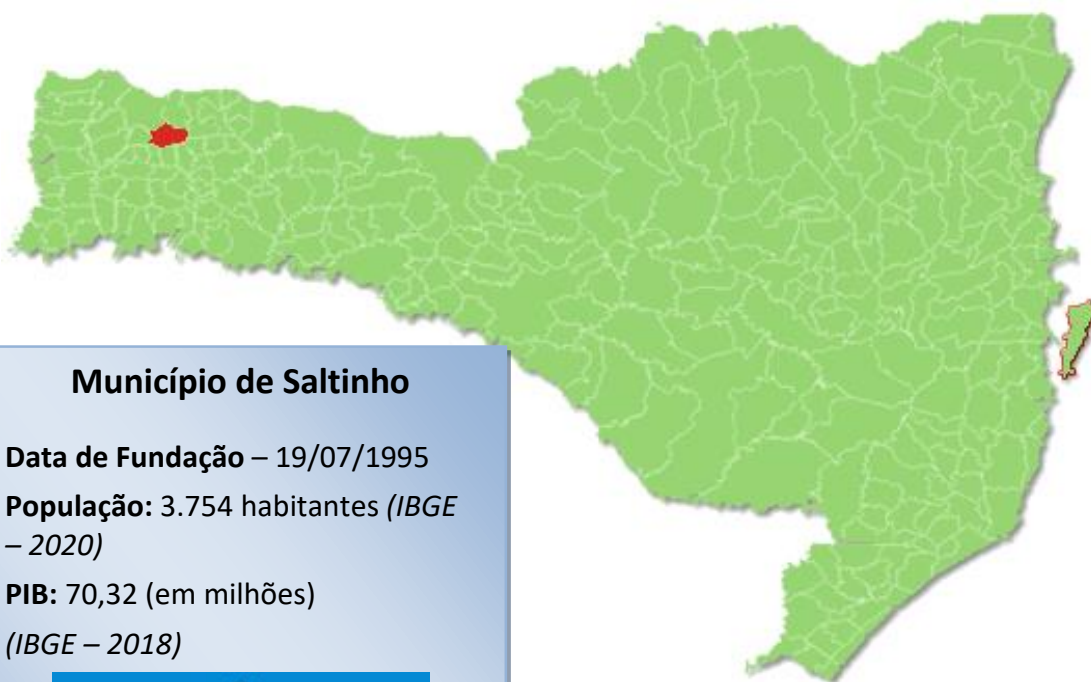 Município de Saltinho
Data de Fundação – 19/07/1995
População: 3.754 habitantes (IBGE
– 2020)
PIB: 70,32 (em milhões)
(IBGE – 2018)